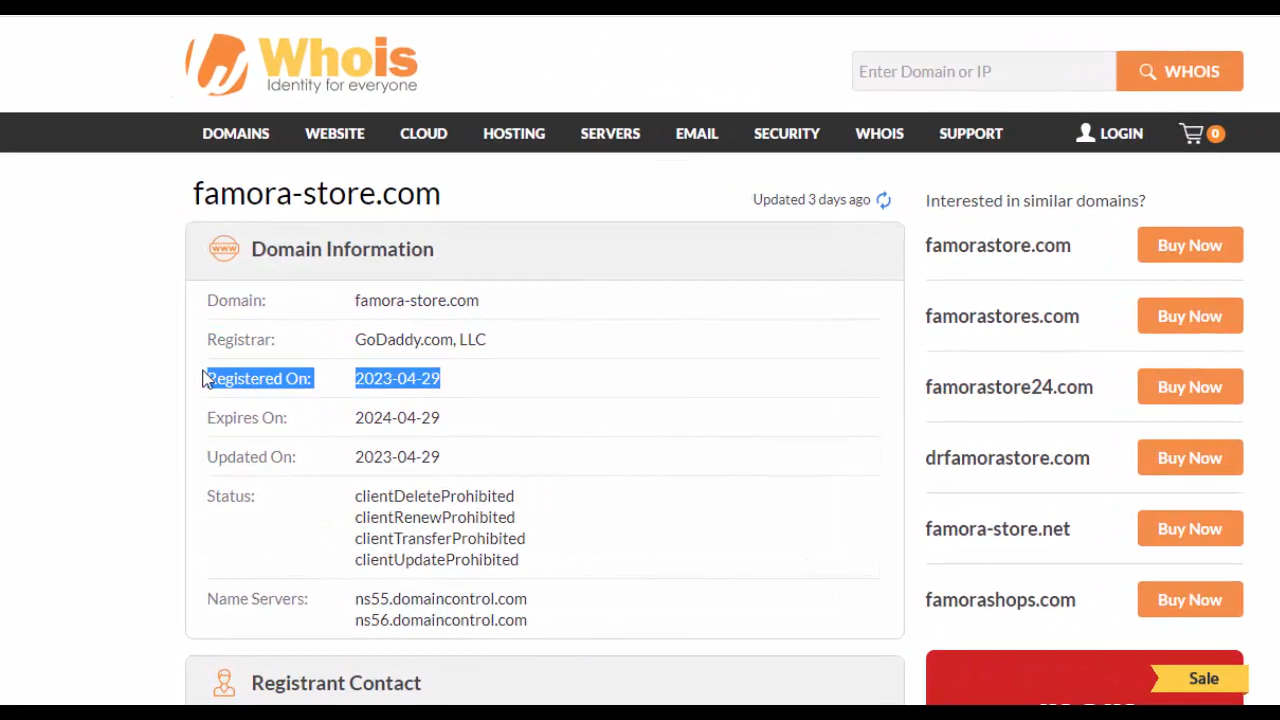 Whois
Identity for everyone
Enter Domain or IP
WHOIS
DOMAINS WEBSITE CLOUD HOSTING SERVERS EMAIL SECURITY WHOIS SUPPORT LOGIN 0
famora-store.com
Updated 3 days ago
Domain Information
Domain: famora-store.com
Registrar: GoDaddy.com, LLC
Registered On: 2023-04-29
Expires On: 2024-04-29
Updated On: 2023-04-29
Status: clientDeleteProhibited
clientRenewProhibited
clientTransferProhibited
clientUpdateProhibited
Name Servers: ns55.domaincontrol.com
ns56.domaincontrol.com
Registrant Contact
Interested in similar domains?
famorastore.com Buy Now
famorastores.com Buy Now
famorastore24.com Buy Now
drfamorastore.com Buy Now
famora-store.net Buy Now
famorashops.com Buy Now
Sale